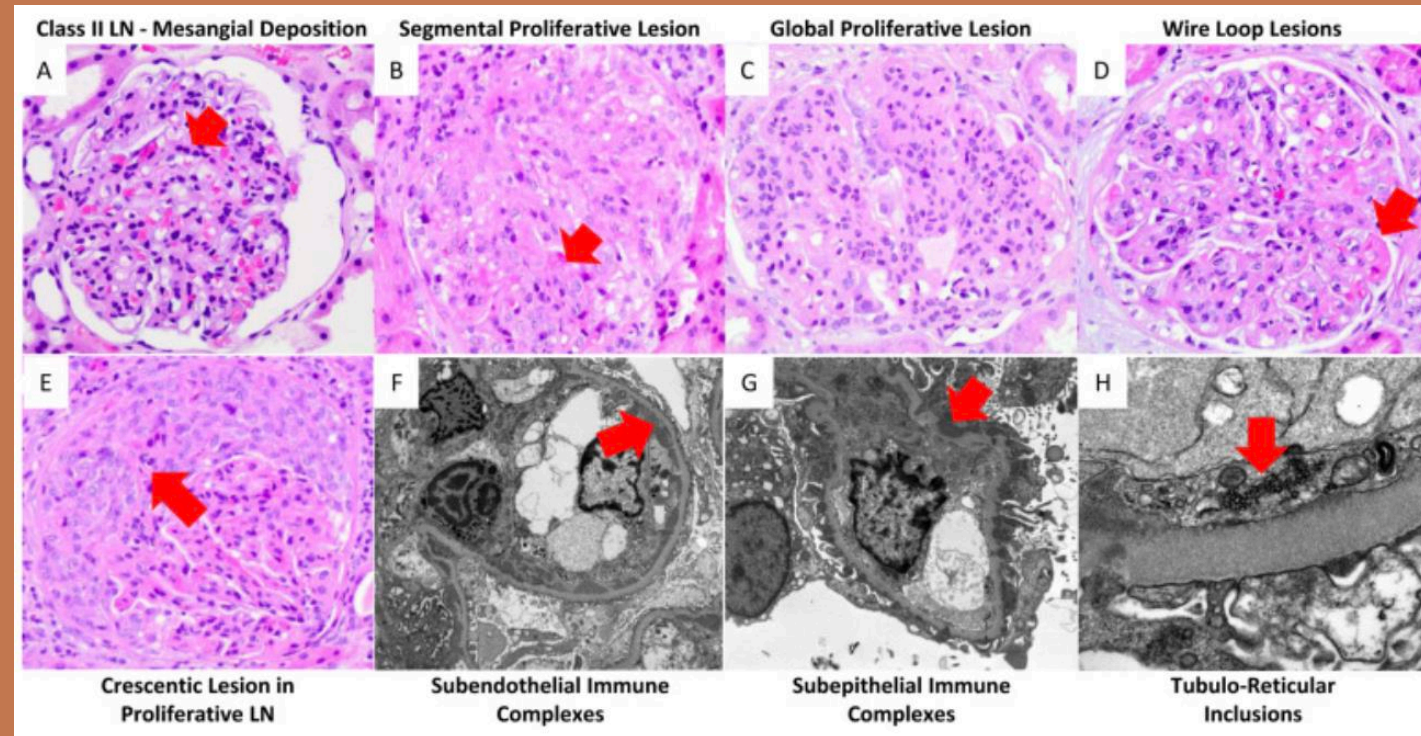 Class II LN - Mesangial Deposition
Segmental Proliferative Lesion
Global Proliferative Lesion
Wire Loop Lesions
A
B
C
D
E
F
G
H
Crescentic Lesion in
Proliferative LN
Subendothelial Immune
Complexes
Subepithelial Immune
Complexes
Tubulo-Reticular
Inclusions